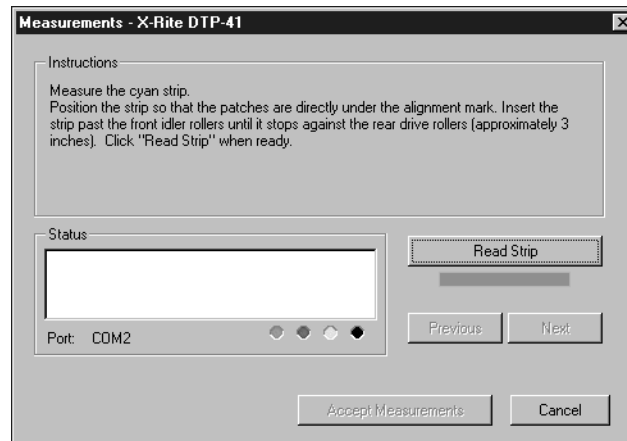 Measurements - X-Rite DTP-41
Instructions
Measure the cyan strip.
Position the strip so that the patches are directly under the alignment mark. Insert the
strip past the front idler rollers until it stops against the rear drive rollers (approximately 3
inches).  Click "Read Strip" when ready.
Status
Read Strip
Port: COM2
Previous
Next
Accept Measurements
Cancel